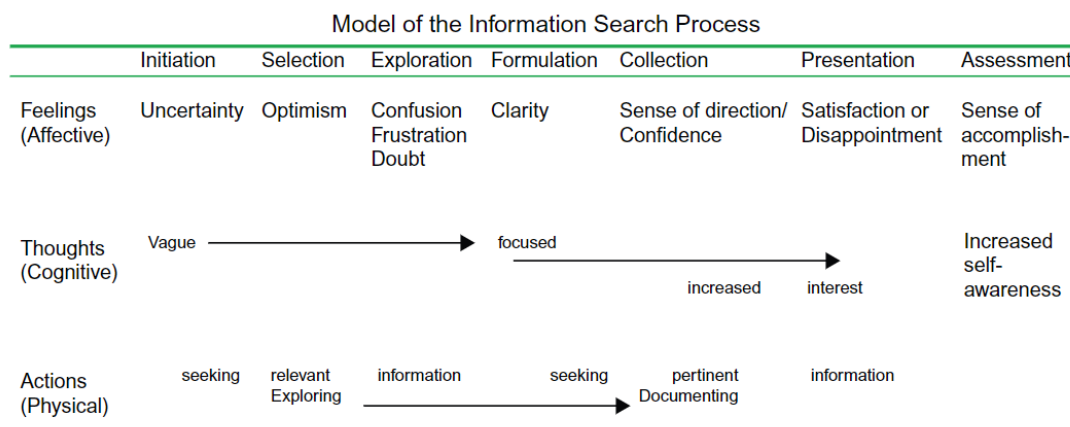 Model of the Information Search Process
Initiation Selection Exploration Formulation Collection Presentation Assessment
Feelings Uncertainty Optimism Confusion Clarity Sense of direction/ Satisfaction or Sense of
(Affective) Frustration Confidence Disappointment accomplish-
Doubt ment
Vague focused Increased
Thoughts self-
(Cognitive) increased interest awareness
Actions seeking relevant information seeking pertinent information
(Physical) Exploring Documenting